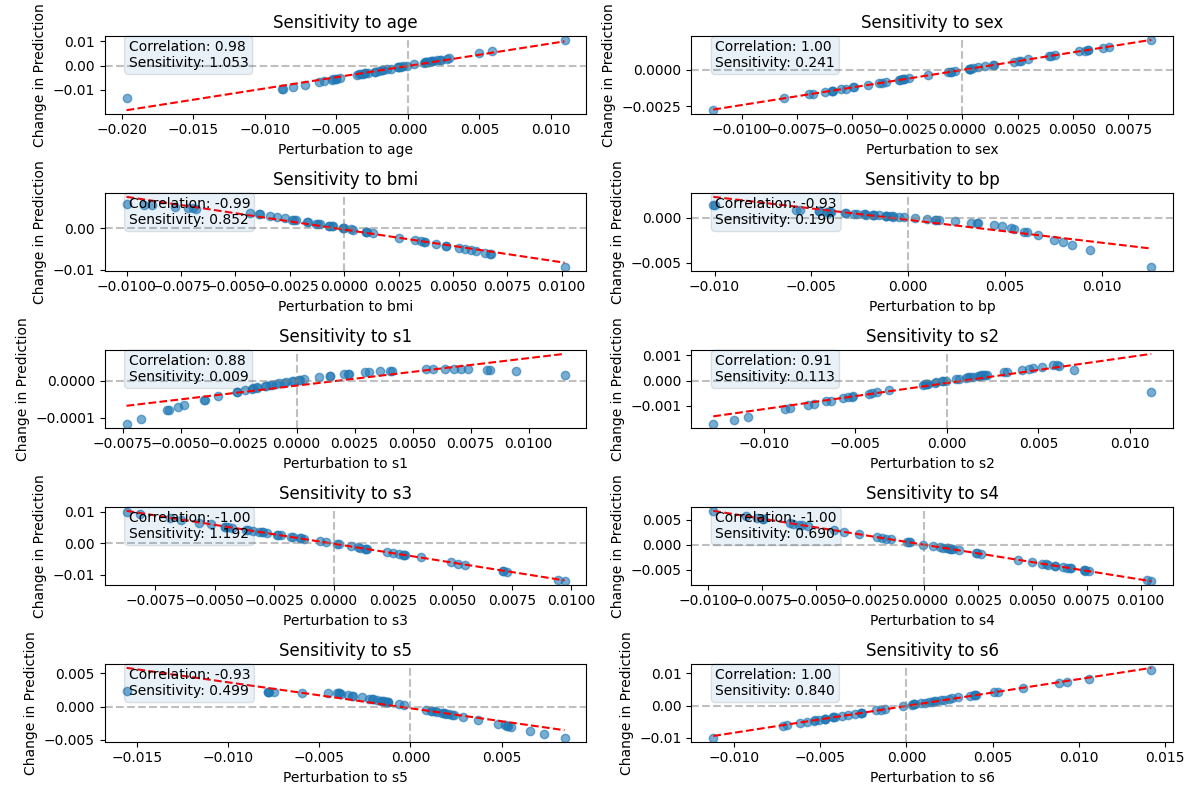 Sensitivity to age
Change in Prediction
0.01
0.00
−0.01
Correlation: 0.98
Sensitivity: 1.053
−0.020 −0.015 −0.010 −0.005 0.000 0.005 0.010
Perturbation to age
Sensitivity to sex
Change in Prediction
0.0000
−0.0025
Correlation: 1.00
Sensitivity: 0.241
−0.0100 −0.0075 −0.0050 −0.0025 0.0000 0.0025 0.0050 0.0075
Perturbation to sex
Sensitivity to bmi
Change in Prediction
0.00
−0.01
Correlation: -0.99
Sensitivity: 0.852
−0.0100 −0.0075 −0.0050 −0.0025 0.0000 0.0025 0.0050 0.0075 0.0100
Perturbation to bmi
Sensitivity to bp
Change in Prediction
0.000
−0.005
Correlation: -0.93
Sensitivity: 0.190
−0.010 −0.005 0.000 0.005 0.010
Perturbation to bp
Sensitivity to s1
Change in Prediction
0.0000
−0.0001
Correlation: 0.88
Sensitivity: 0.009
−0.0075 −0.0050 −0.0025 0.0000 0.0025 0.0050 0.0075 0.0100
Perturbation to s1
Sensitivity to s2
Change in Prediction
0.001
0.000
−0.001
Correlation: 0.91
Sensitivity: 0.113
−0.010 −0.005 0.000 0.005 0.010
Perturbation to s2
Sensitivity to s3
Change in Prediction
0.01
0.00
−0.01
Correlation: -1.00
Sensitivity: 1.192
−0.0075 −0.0050 −0.0025 0.0000 0.0025 0.0050 0.0075 0.0100
Perturbation to s3
Sensitivity to s4
Change in Prediction
0.005
0.000
−0.005
Correlation: -1.00
Sensitivity: 0.690
−0.0100 −0.0075 −0.0050 −0.0025 0.0000 0.0025 0.0050 0.0075 0.0100
Perturbation to s4
Sensitivity to s5
Change in Prediction
0.005
0.000
−0.005
Correlation: -0.93
Sensitivity: 0.499
−0.015 −0.010 −0.005 0.000 0.005
Perturbation to s5
Sensitivity to s6
Change in Prediction
0.01
0.00
−0.01
Correlation: 1.00
Sensitivity: 0.840
−0.010 −0.005 0.000 0.005 0.010 0.015
Perturbation to s6